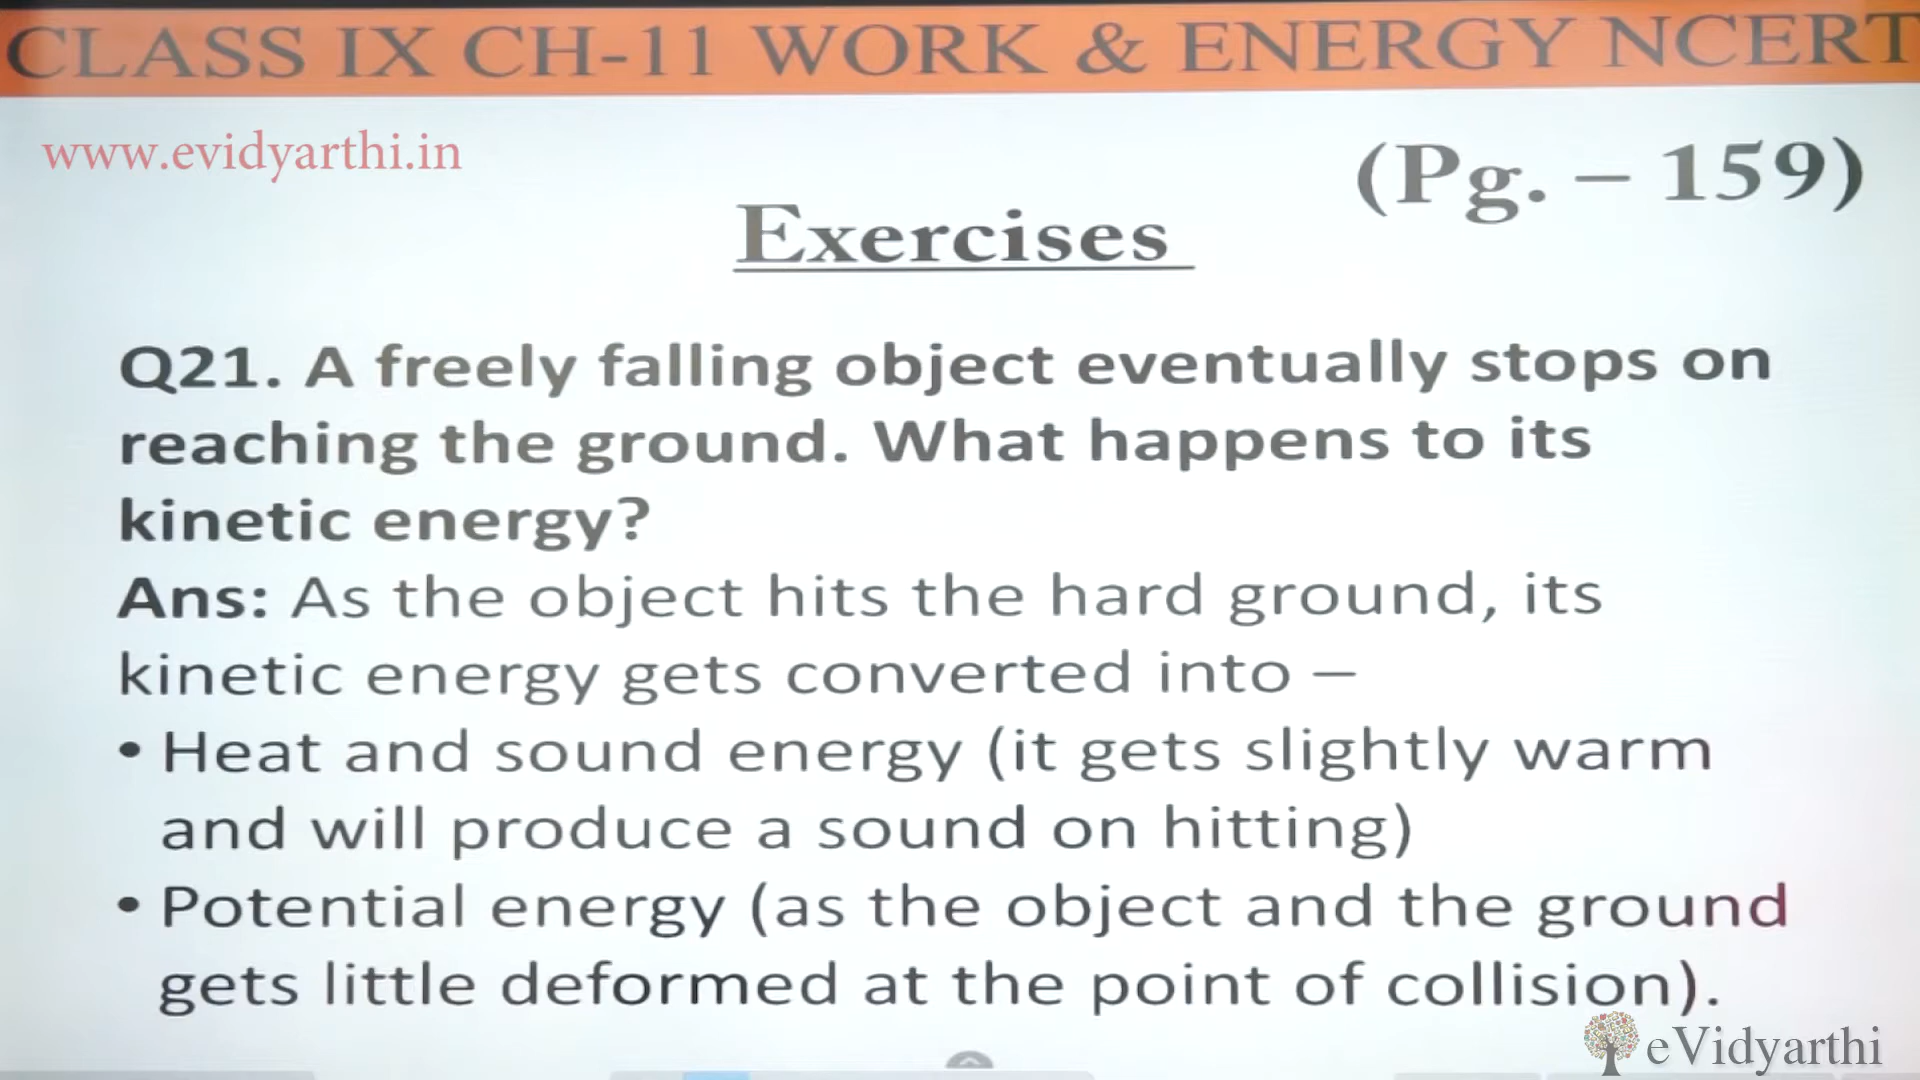 CLASS IX CH-11 WORK & ENERGY NCERT
www.evidyarthi.in
(Pg. – 159)
Exercises
Q21. A freely falling object eventually stops on
reaching the ground. What happens to its
kinetic energy?
Ans: As the object hits the hard ground, its
kinetic energy gets converted into –
• Heat and sound energy (it gets slightly warm
and will produce a sound on hitting)
• Potential energy (as the object and the ground
gets little deformed at the point of collision).
eVidyarthi